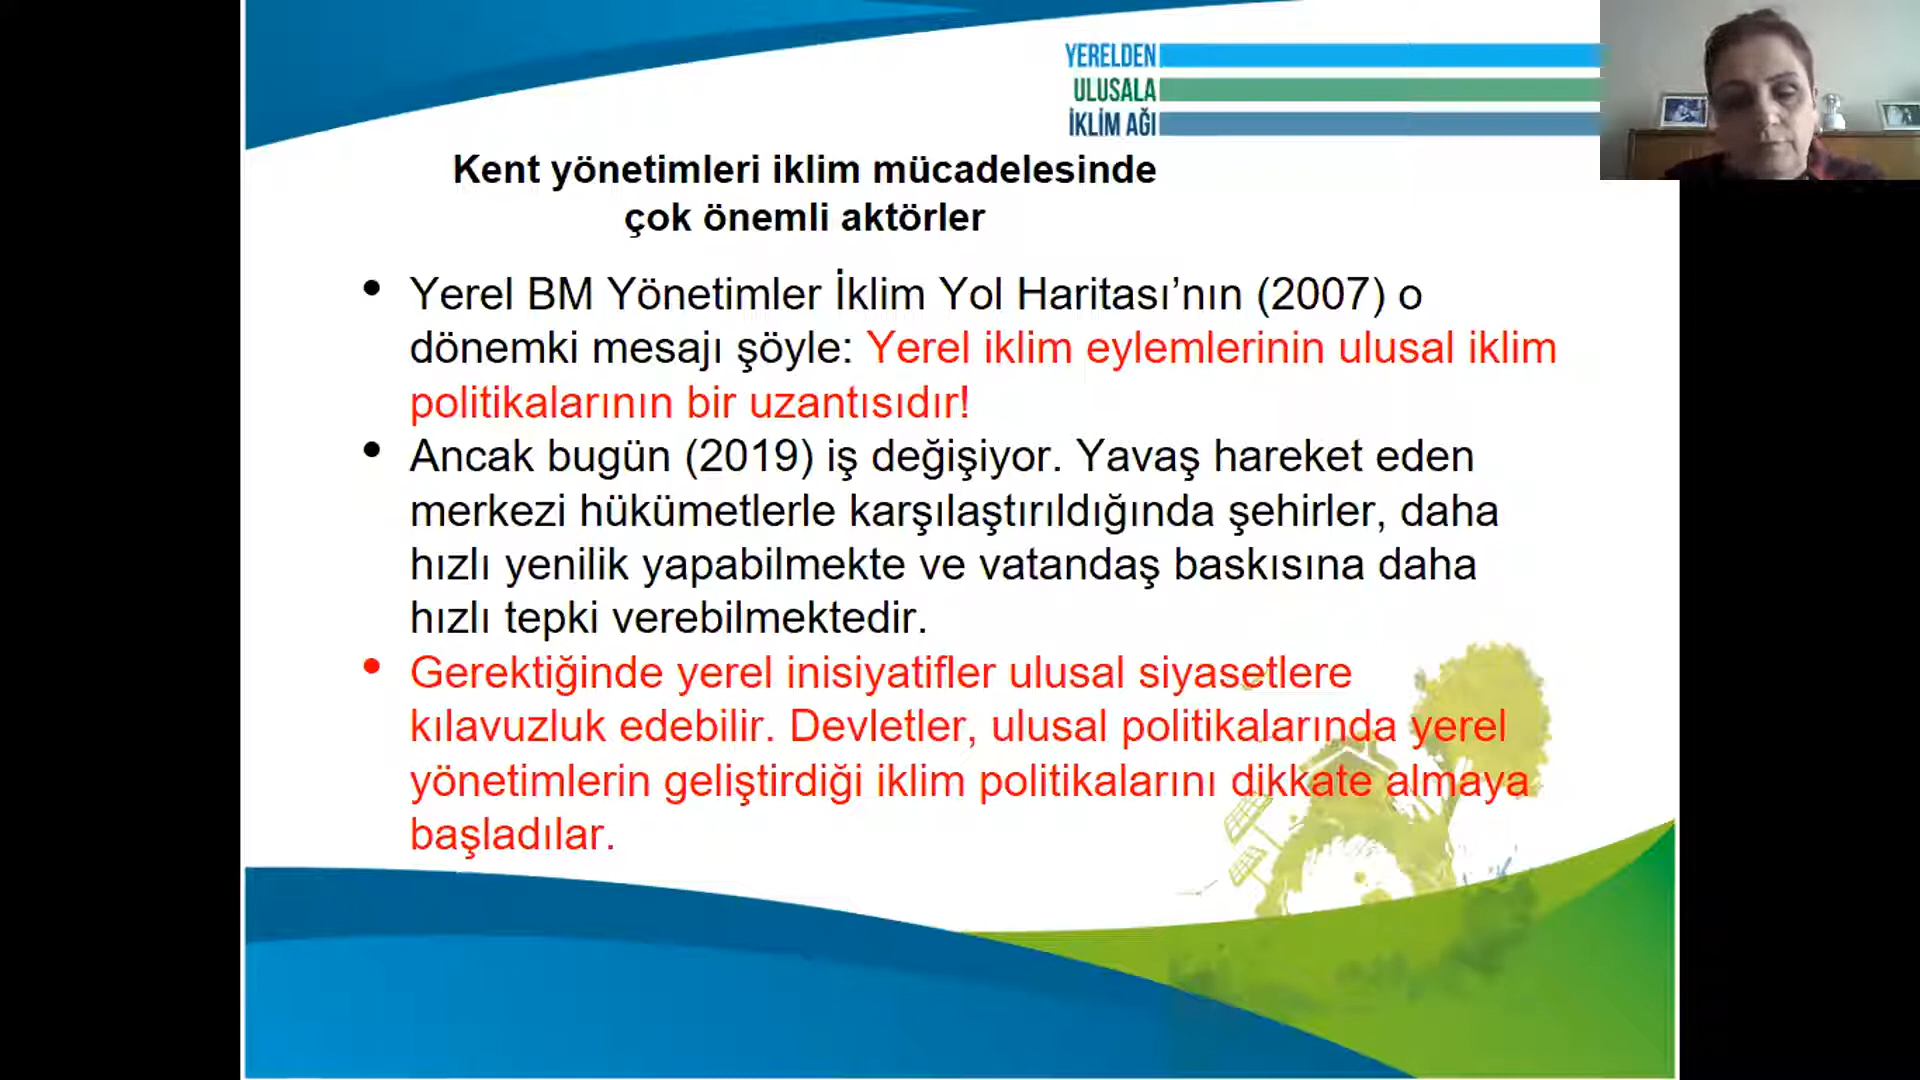 YERELDEN
ULUSALA
İKLİM AĞI
Kent yönetimleri iklim mücadelesinde
çok önemli aktörler
• Yerel BM Yönetimler İklim Yol Haritası’nın (2007) o
dönemki mesajı şöyle: Yerel iklim eylemlerinin ulusal iklim
politikalarının bir uzantısıdır!
• Ancak bugün (2019) iş değişiyor. Yavaş hareket eden
merkezi hükümetlerle karşılaştırıldığında şehirler, daha
hızlı yenilik yapabilmekte ve vatandaş baskısına daha
hızlı tepki verebilmektedir.
• Gerektiğinde yerel inisiyatifler ulusal siyasetlere
kılavuzluk edebilir. Devletler, ulusal politikalarında yerel
yönetimlerin geliştirdiği iklim politikalarını dikkate almaya
başladılar.